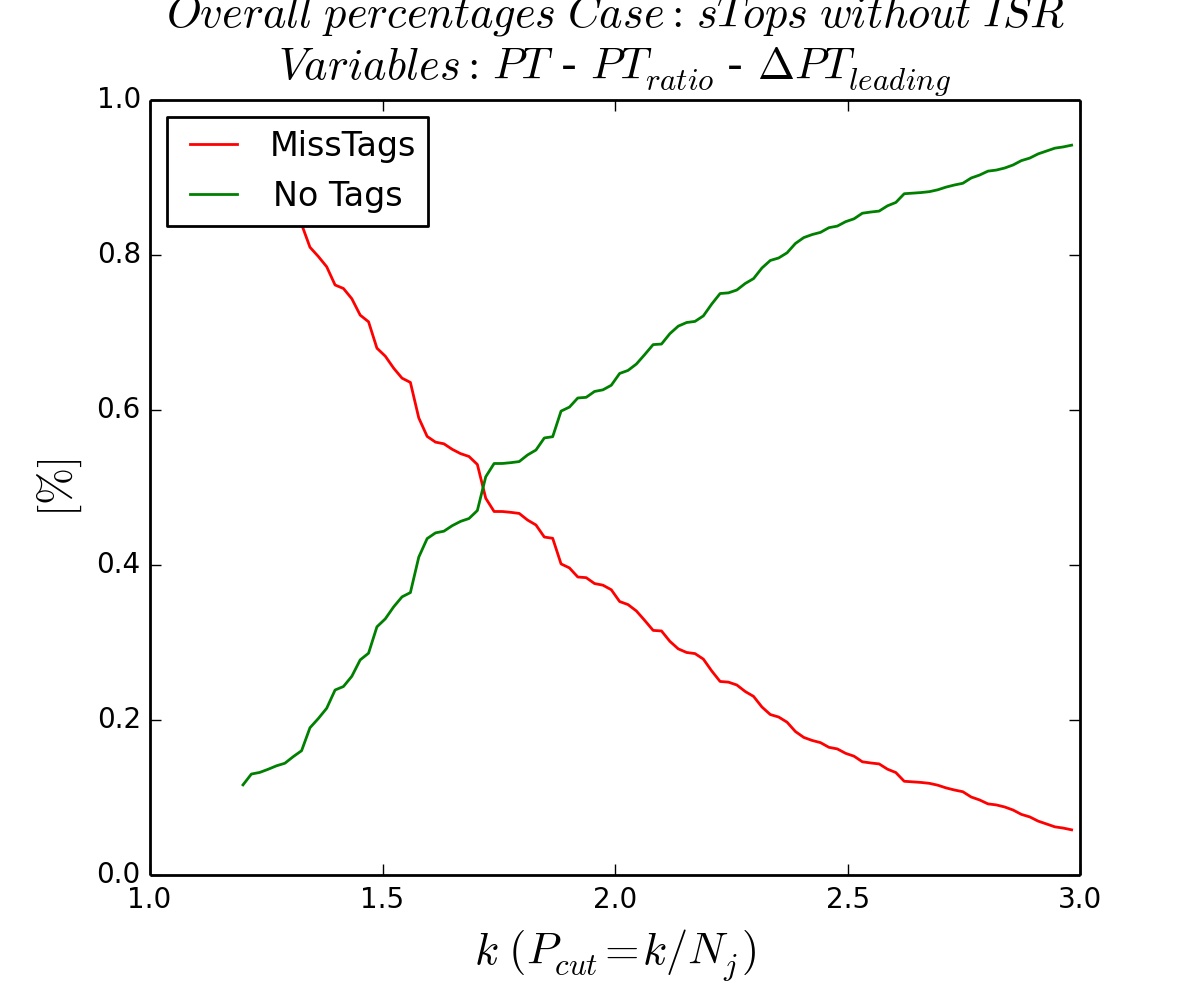 Overall percentages Case: sTops without ISR
Variables: PT - PT_ratio - ΔPT_leading
1.0
MissTags
No Tags
0.8
0.6
[%]
0.4
0.2
0.0
1.0 1.5 2.0 2.5 3.0
k (P_cut = k/N_j)